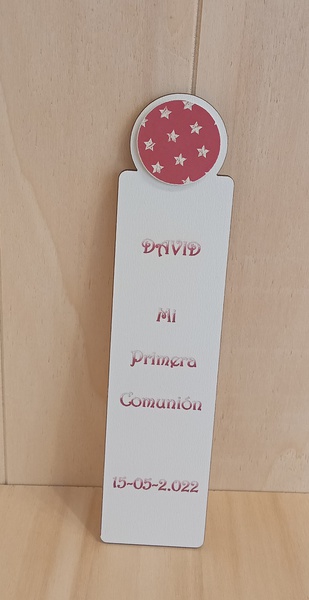 DAVID
Mi
Primera
Comunión
15-05-2.022